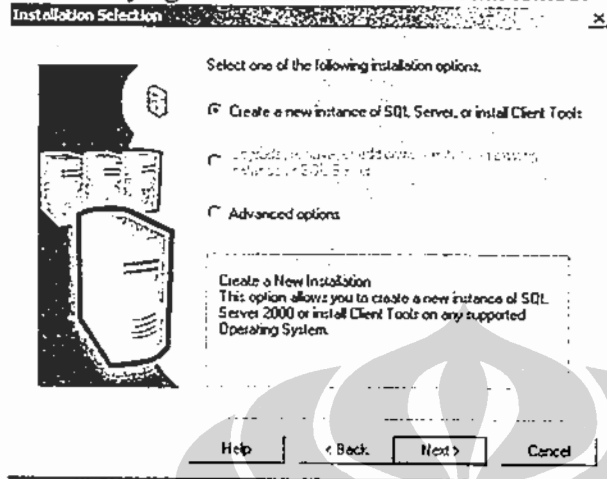 Installation Selection
Select one of the following installation options.
Create a new instance of SQL Server, or install Client Tools
Advanced options
Create a New Installation
This option allows you to create a new instance of SQL
Server 2000 or install Client Tools on any supported
Operating System.
Help
< Back
Next >
Cancel